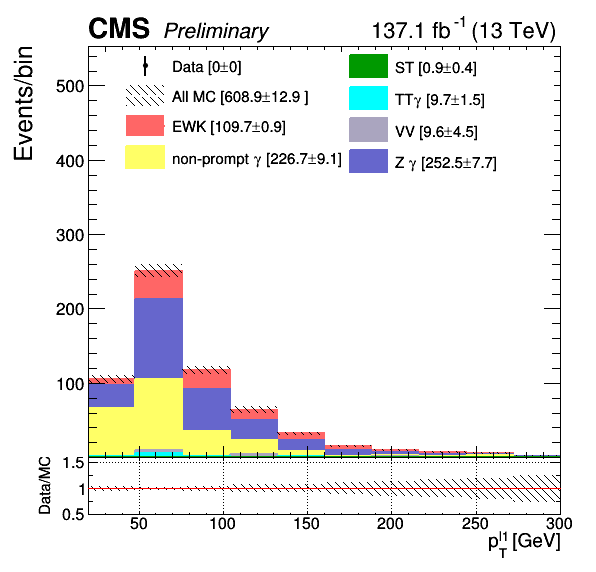 CMS Preliminary 137.1 fb⁻¹ (13 TeV)
Events/bin
Data [0±0]
All MC [608.9±12.9 ]
EWK [109.7±0.9]
non-prompt γ [226.7±9.1]
ST [0.9±0.4]
TTγ [9.7±1.5]
VV [9.6±4.5]
Z γ [252.5±7.7]
500
400
300
200
100
Data/MC
1.5
1
0.5
50 100 150 200 250 300
p_T^l1 [GeV]